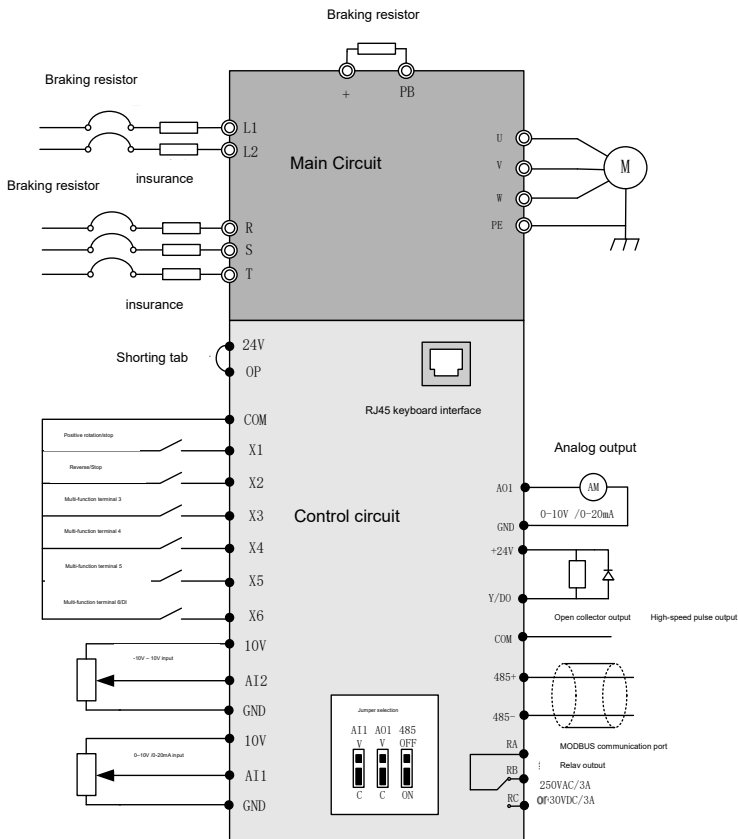 Braking resistor
+
PB
Braking resistor
L1
L2
insurance
Main Circuit
U
V
W
PE
M
Braking resistor
R
S
T
insurance
Shorting tab
24V
OP
RJ45 keyboard interface
COM
Positive rotation/stop
X1
Reverse/Stop
X2
Multi-function terminal 3
X3
Multi-function terminal 4
X4
Multi-function terminal 5
X5
Multi-function terminal 6/DI
X6
Control circuit
Analog output
AO1
AM
0-10V /0-20mA
GND
+24V
Y/DO
Open collector output
High-speed pulse output
COM
485+
485-
10V
-10V ~ 10V input
AI2
GND
10V
0~10V /0-20mA input
AI1
GND
Jumper selection
AI1 AO1 485
V V OFF
C C ON
RA
MODBUS communication port
RB
Relay output
250VAC/3A
RC
or 30VDC/3A